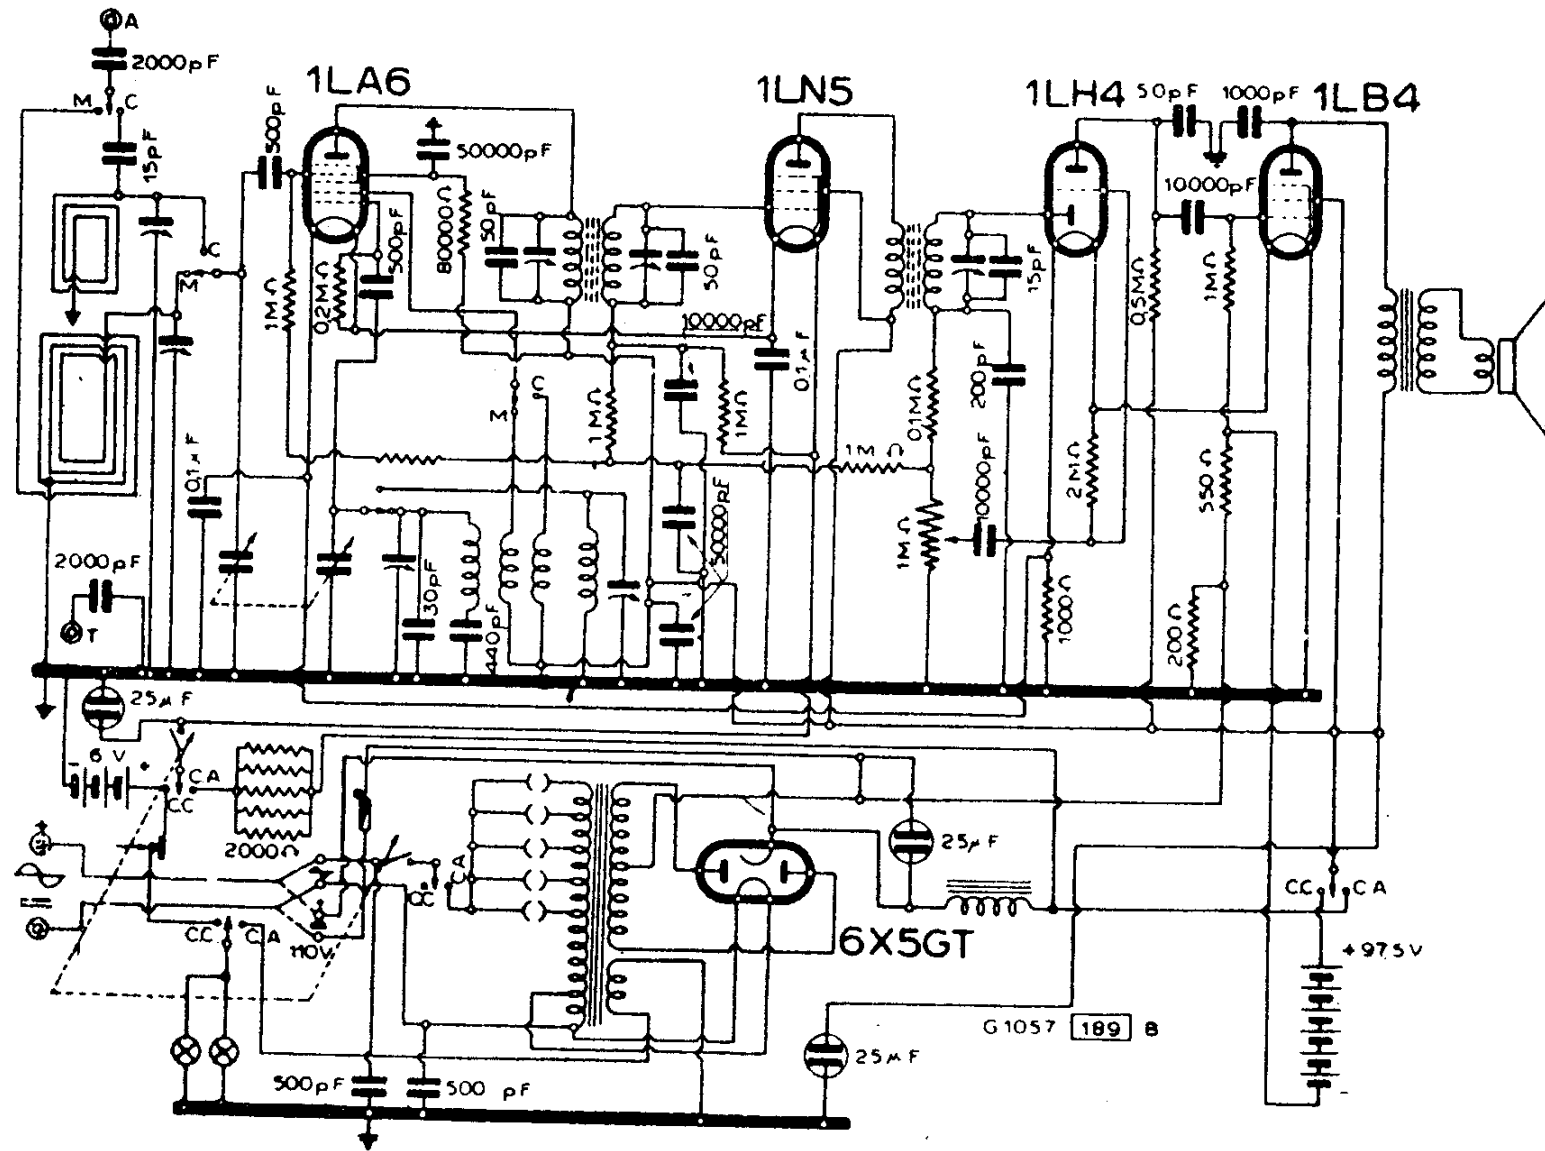 A
2000pF
M C
15pF
500pF
1LA6
50000pF
1LN5
1LH4
50pF
1000pF
1LB4
C
M
1MΩ
0.2MΩ
500pF
80000Ω
50pF
50pF
10000pF
0.1µF
15pF
10000pF
0.5MΩ
1MΩ
0.1µF
M
C
1MΩ
1MΩ
1MΩ
0.1MΩ
200pF
10000pF
2MΩ
550Ω
2000pF
T
30pF
440pF
50000pF
1MΩ
1000Ω
200Ω
25µF
- 6V +
CC
CA
2000Ω
+
CC
CA
110V
CC
CA
25µF
6X5GT
CC
CA
+97.5V
-
G1057 189 B
25µF
500pF
500 pF